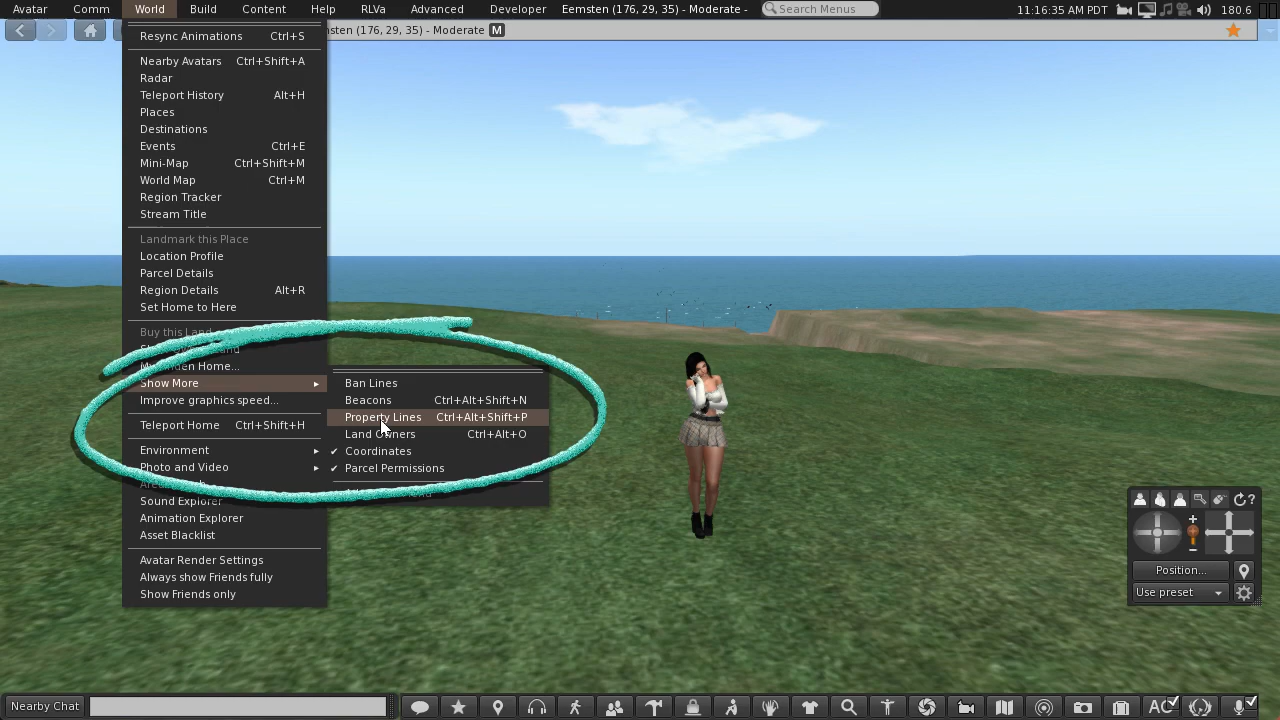 Avatar Comm World Build Content Help RLVa Advanced Developer Eemsten (176, 29, 35) - Moderate - Search Menus 11:16:35 AM PDT 180.6
nsten (176, 29, 35) - Moderate M
Resync Animations Ctrl+S
Nearby Avatars Ctrl+Shift+A
Radar
Teleport History Alt+H
Places
Destinations
Events Ctrl+E
Mini-Map Ctrl+Shift+M
World Map Ctrl+M
Region Tracker
Stream Title
Landmark this Place
Location Profile
Parcel Details
Region Details Alt+R
Set Home to Here
Buy this Land
Home...
Show More
Improve graphics speed...
Teleport Home Ctrl+Shift+H
Environment
Photo and Video
Sound Explorer
Animation Explorer
Asset Blacklist
Avatar Render Settings
Always show Friends fully
Show Friends only
Ban Lines
Beacons Ctrl+Alt+Shift+N
Property Lines Ctrl+Alt+Shift+P
Land Owners Ctrl+Alt+O
✔ Coordinates
✔ Parcel Permissions
?
Position...
Use preset
Nearby Chat
AO